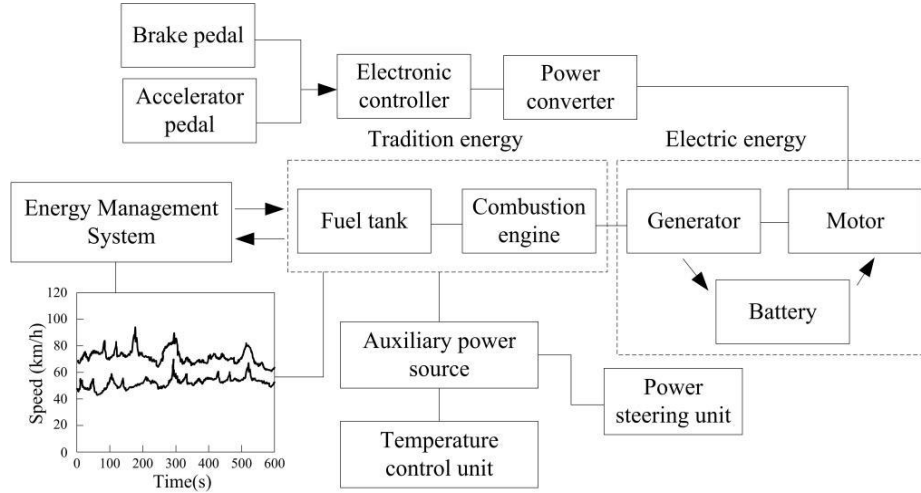 Brake pedal
Accelerator
pedal
Electronic
controller
Power
converter
Tradition energy
Electric energy
Energy Management
System
Fuel tank
Combustion
engine
Generator
Motor
Battery
Speed (km/h)
120
100
80
60
40
20
0
0 100 200 300 400 500 600
Time(s)
Auxiliary power
source
Power
steering unit
Temperature
control unit